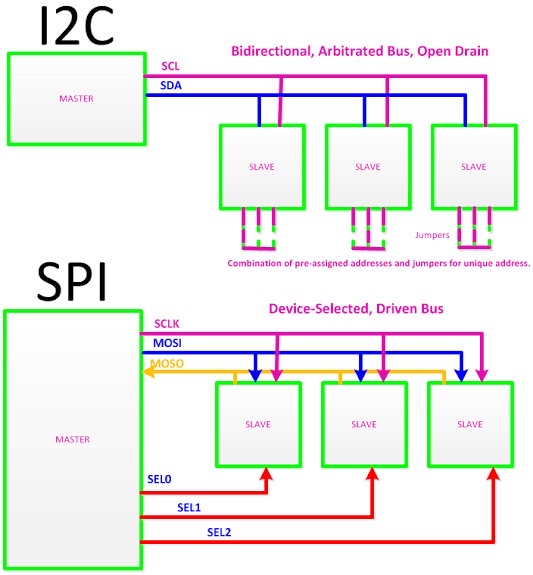 I2C
Bidirectional, Arbitrated Bus, Open Drain
SCL
SDA
MASTER
SLAVE
SLAVE
SLAVE
Jumpers
Combination of pre-assigned addresses and jumpers for unique address.
SPI
Device-Selected, Driven Bus
SCLK
MOSI
MOSO
MASTER
SLAVE
SLAVE
SLAVE
SEL0
SEL1
SEL2